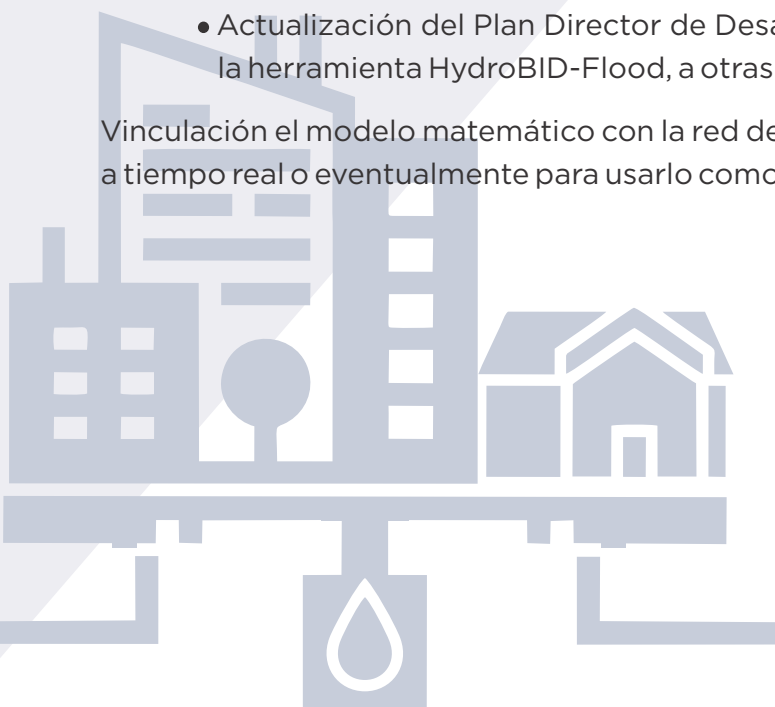 • Actualización del Plan Director de
la herramienta HydroBID-Flood, a otras
Vinculación el modelo matemático con la red de
a tiempo real o eventualmente para usarlo como